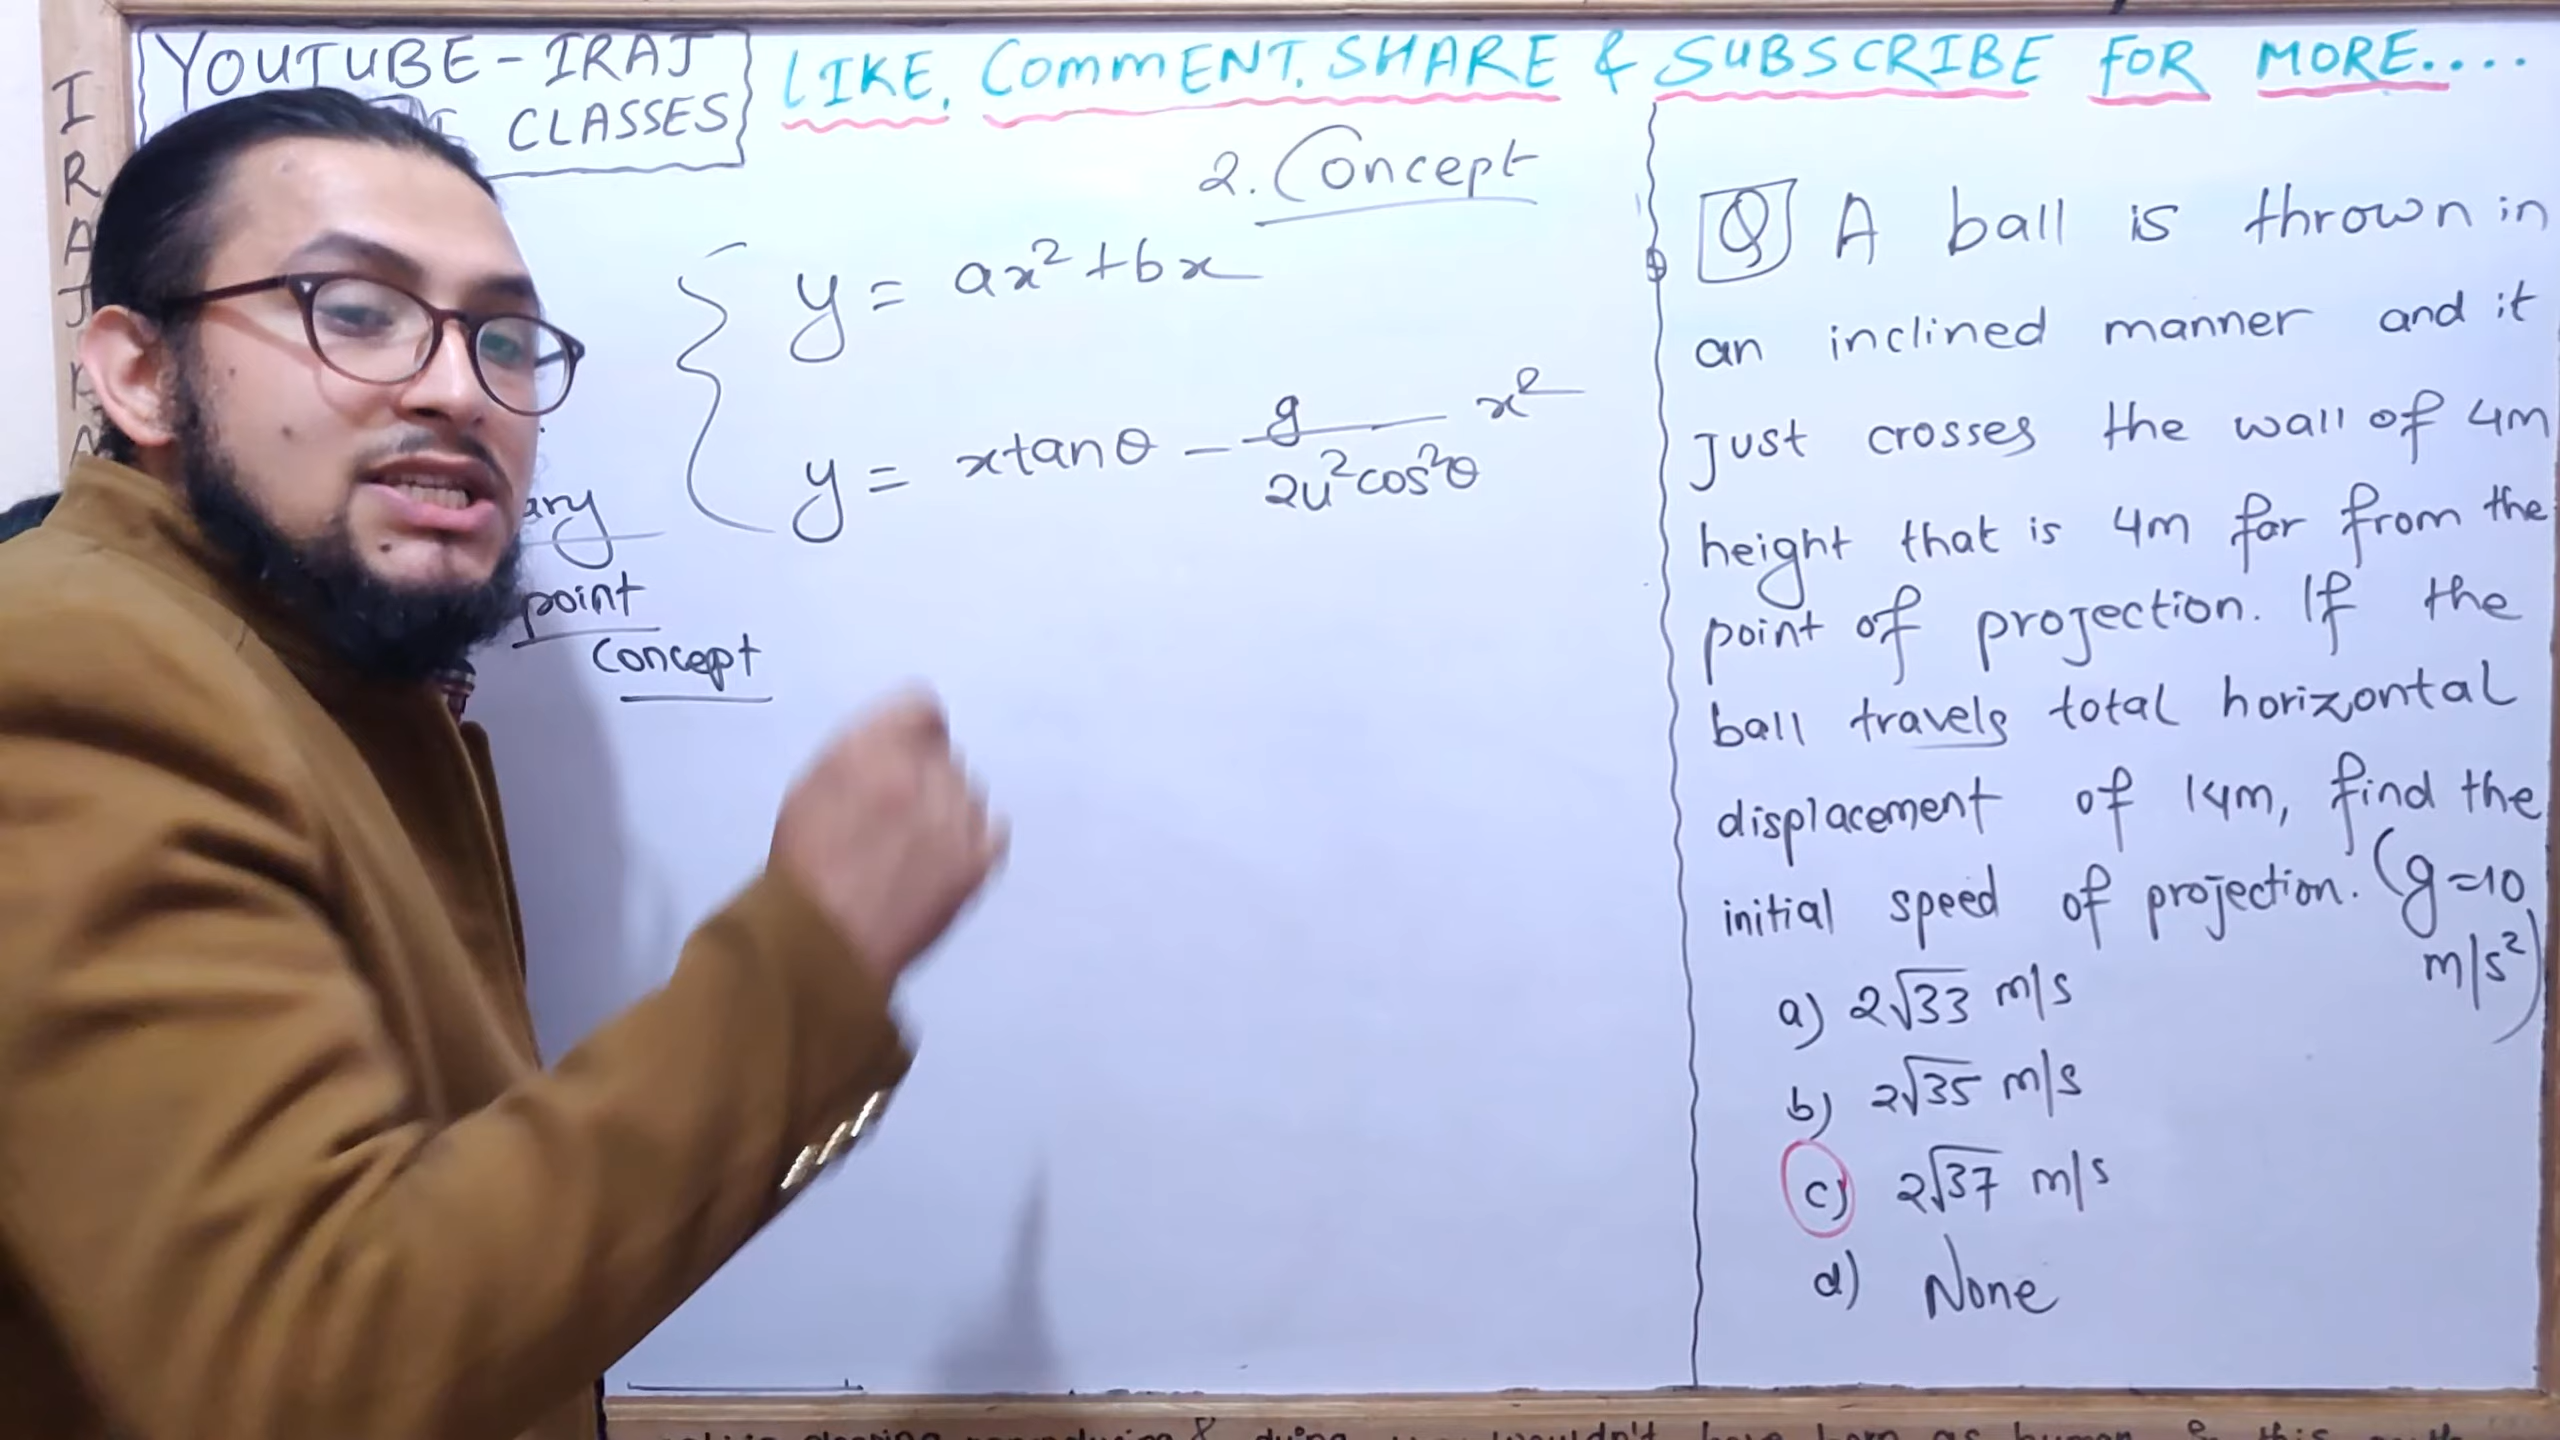 YOUTUBE - IRAJ
CLASSES
LIKE, COMMENT, SHARE & SUBSCRIBE FOR MORE....
I
R
A
J
2. Concept
y = ax² + bx
y = xtanθ - g/2u²cos²θ x²
ary
point
Concept
Q A ball is thrown in
an inclined manner and it
just crosses the wall of 4m
height that is 4m far from the
point of projection. If the
ball travels total horizontal
displacement of 14m, find the
initial speed of projection. (g=10
m/s²)
a) 2√33 m/s
b) 2√35 m/s
c) 2√37 m/s
d) None